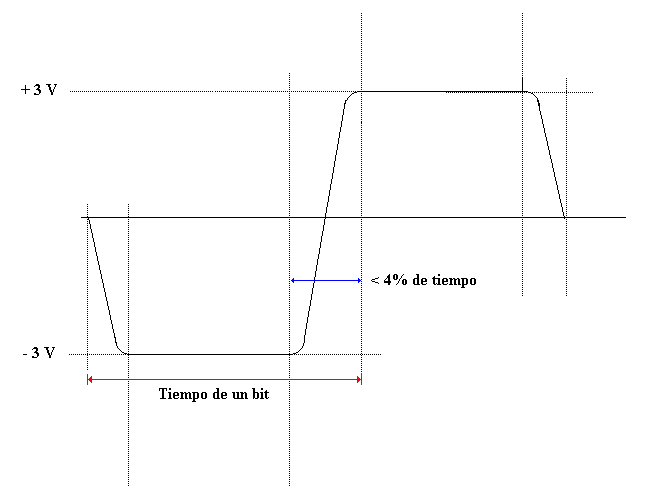 + 3 V
< 4% de tiempo
- 3 V
Tiempo de un bit